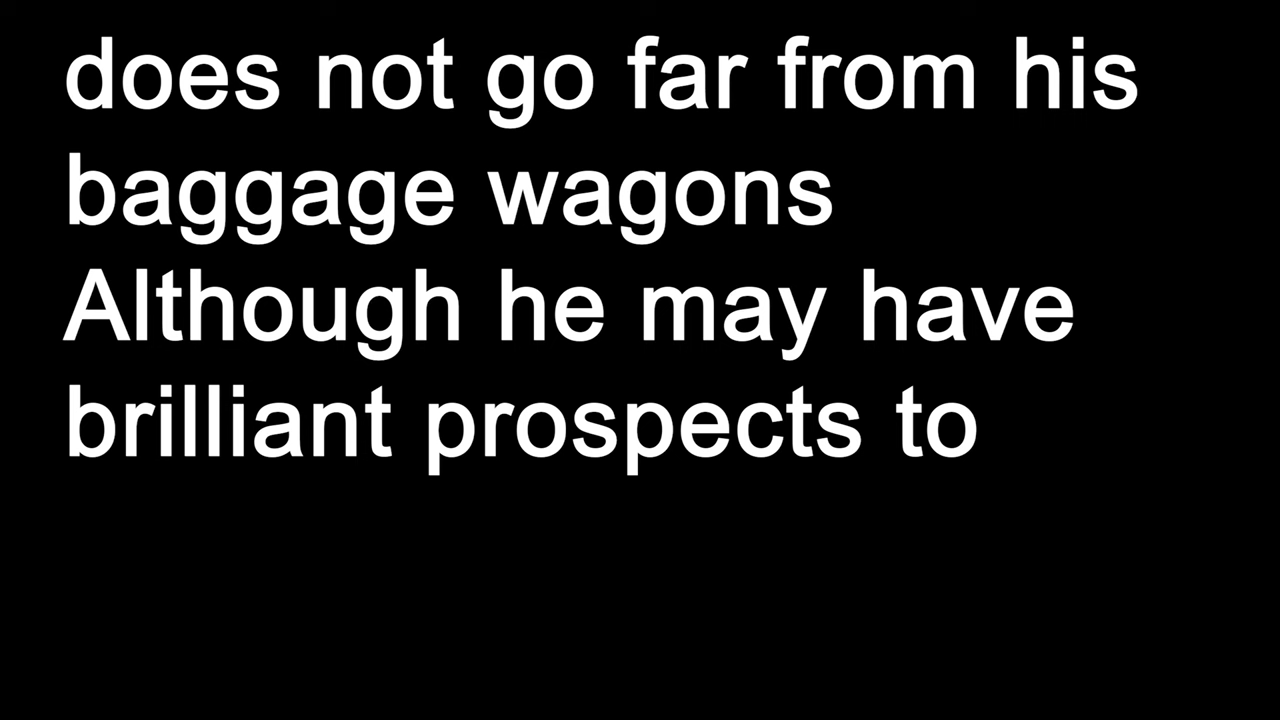 does not go far from his
baggage wagons
Although he may have
brilliant prospects to